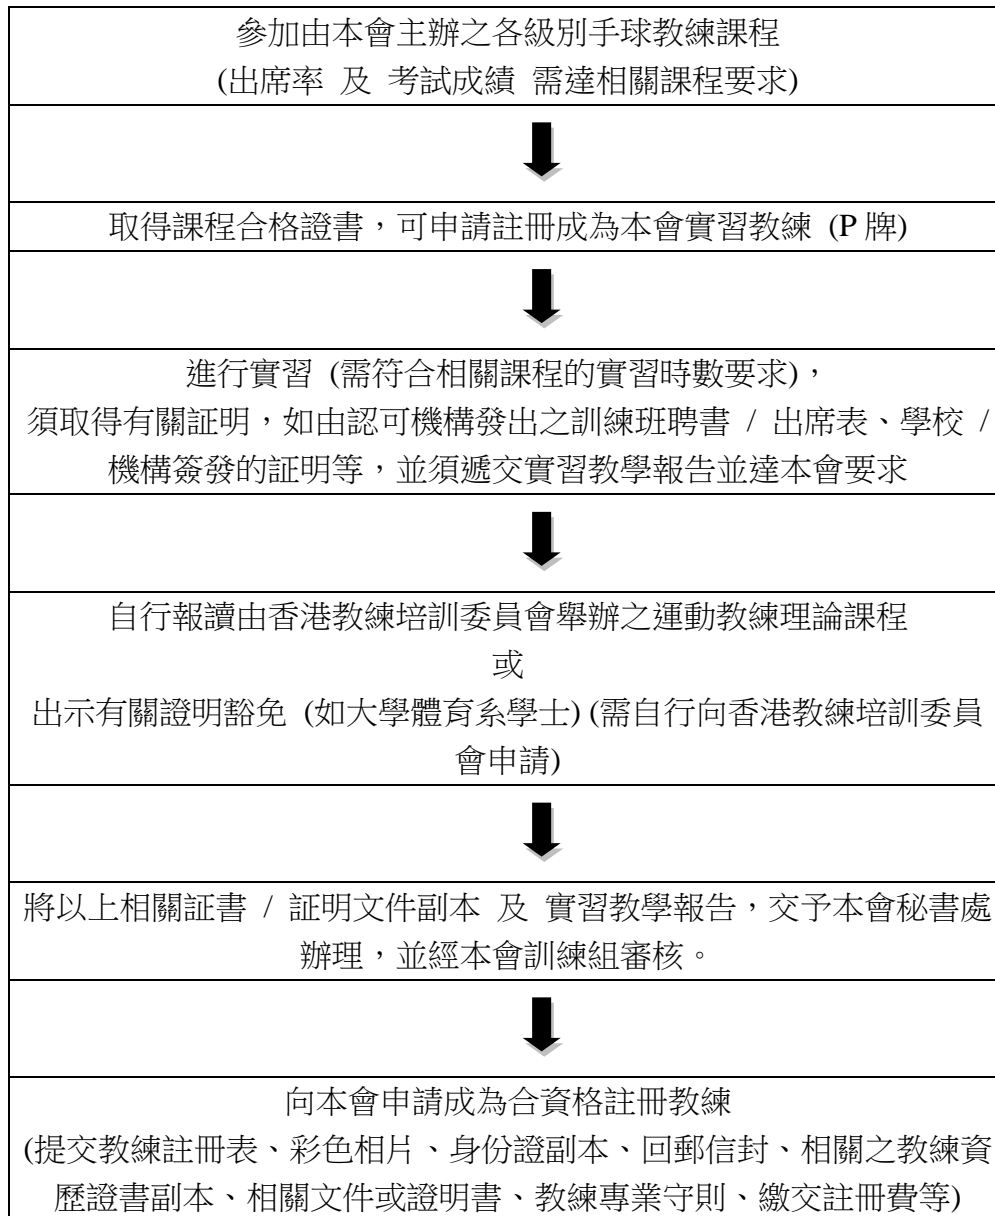 參加由本會主辦之各級別手球教練課程
(出席率 及 考試成績 需達相關課程要求)
取得課程合格證書，可申請註冊成為本會實習教練 (P 牌)
進行實習 (需符合相關課程的實習時數要求)，
須取得有關証明，如由認可機構發出之訓練班聘書 / 出席表、學校 /
機構簽發的証明等，並須遞交實習教學報告並達本會要求
自行報讀由香港教練培訓委員會舉辦之運動教練理論課程
或
出示有關證明豁免 (如大學體育系學士) (需自行向香港教練培訓委員
會申請)
將以上相關証書 / 証明文件副本 及 實習教學報告，交予本會秘書處
辦理，並經本會訓練組審核。
向本會申請成為合資格註冊教練
(提交教練註冊表、彩色相片、身份證副本、回郵信封、相關之教練資
歷證書副本、相關文件或證明書、教練專業守則、繳交註冊費等)